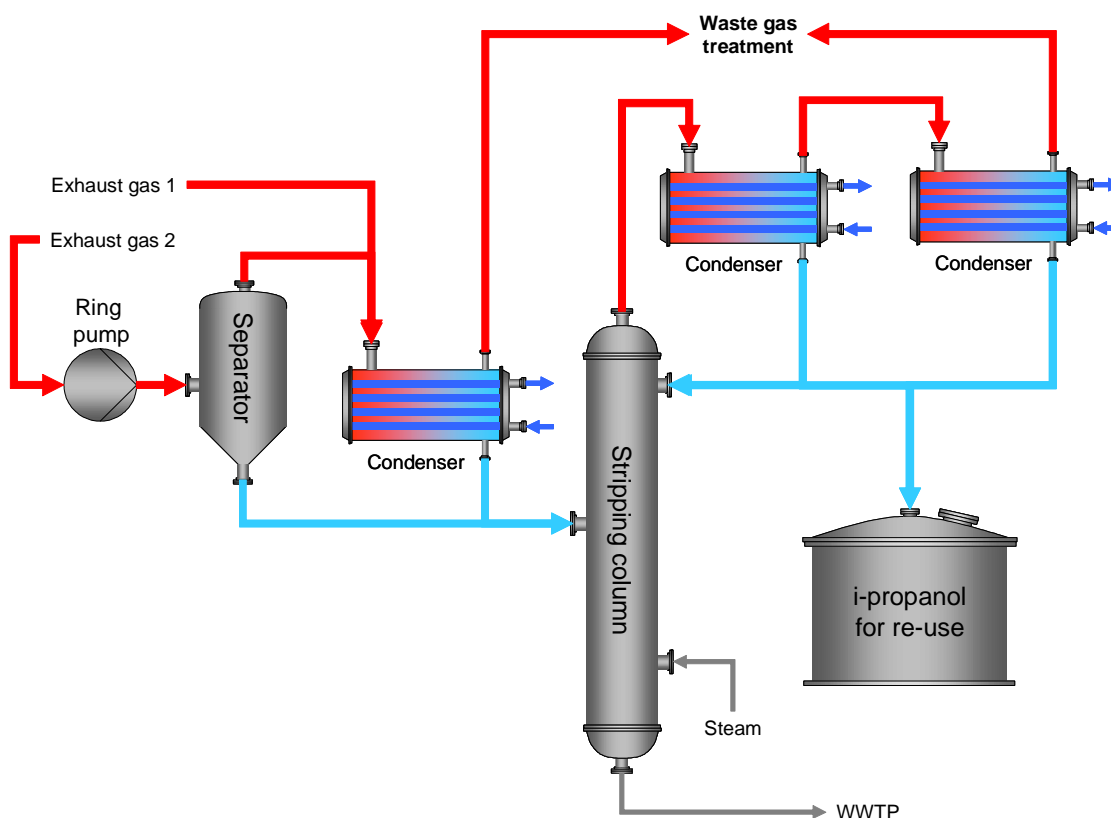 Waste gas
treatment
Exhaust gas 1
Exhaust gas 2
Condenser
Condenser
Ring
pump
Separator
Condenser
Stripping column
i-propanol
for re-use
Steam
WWTP